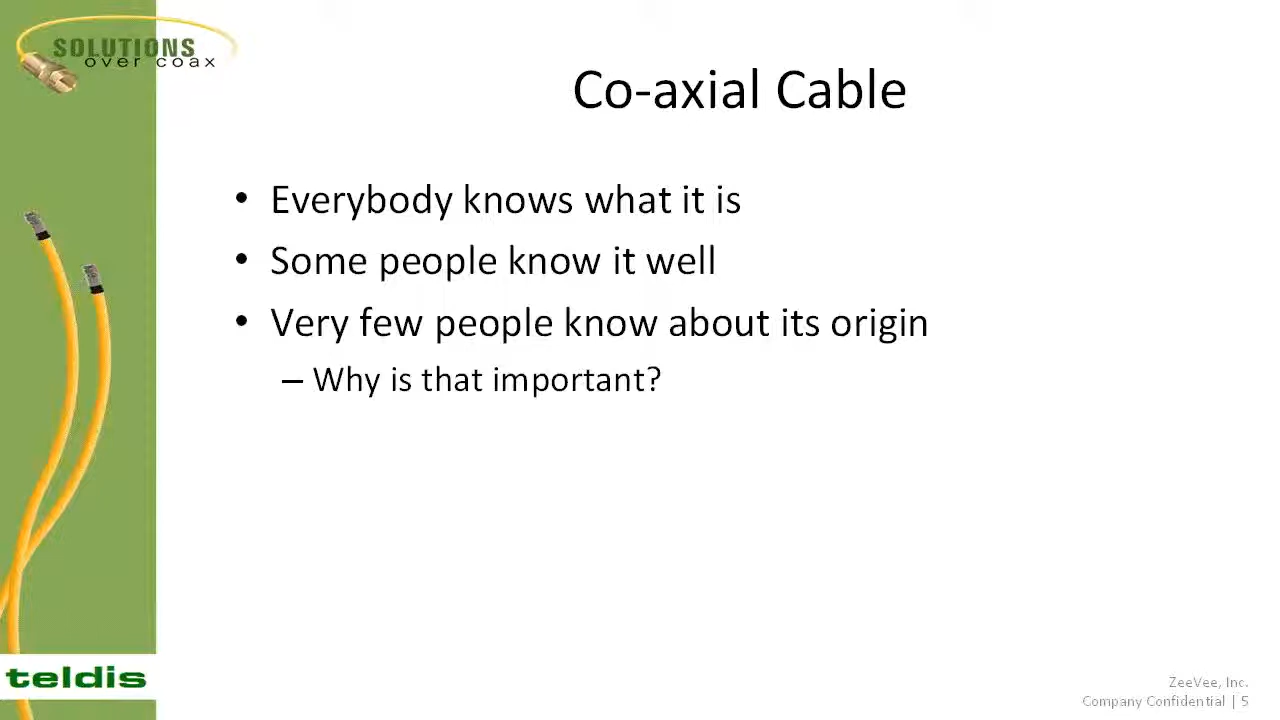 SOLUTIONS
over coax
Co-axial Cable
• Everybody knows what it is
• Some people know it well
• Very few people know about its origin
– Why is that important?
teldis
ZeeVee, Inc.
Company Confidential | 5